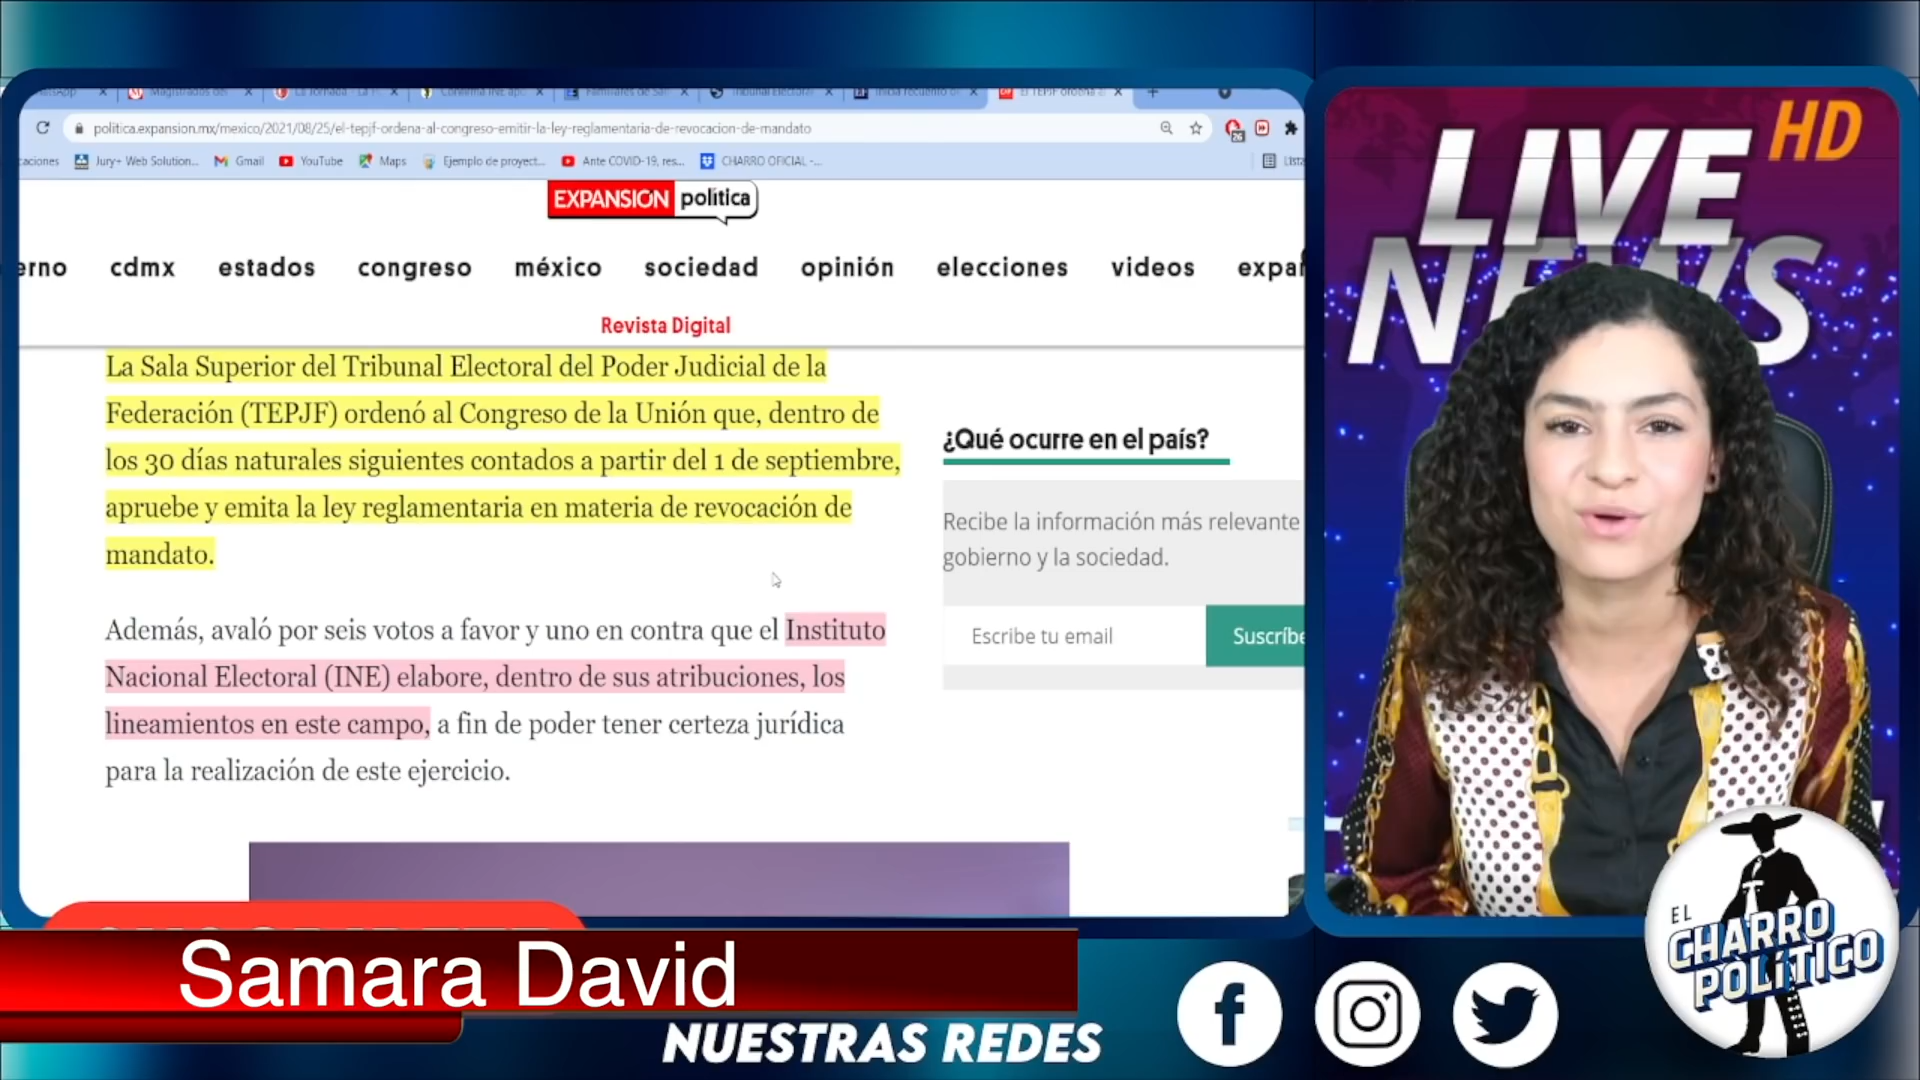 politica.expansion.mx/mexico/2021/08/25/el-tepjf-ordena-al-congreso-emitir-la-ley-reglamentaria-de-revocacion-de-mandato
caciones Jury+ Web Solution... Gmail YouTube Maps Ejemplo de proyect... Ante COVID-19, res... CHARRO OFICIAL -...
EXPANSIÓN política
erno cdmx estados congreso méxico sociedad opinión elecciones videos expan
Revista Digital
La Sala Superior del Tribunal Electoral del Poder Judicial de la
Federación (TEPJF) ordenó al Congreso de la Unión que, dentro de
los 30 días naturales siguientes contados a partir del 1 de septiembre,
apruebe y emita la ley reglamentaria en materia de revocación de
mandato.
Además, avaló por seis votos a favor y uno en contra que el Instituto
Nacional Electoral (INE) elabore, dentro de sus atribuciones, los
lineamientos en este campo, a fin de poder tener certeza jurídica
para la realización de este ejercicio.
¿Qué ocurre en el país?
Recibe la información más relevante
gobierno y la sociedad.
Escribe tu email
Suscríbe
LIVE HD
NEWS
Samara David
NUESTRAS REDES
EL
CHARRO
POLÍTICO